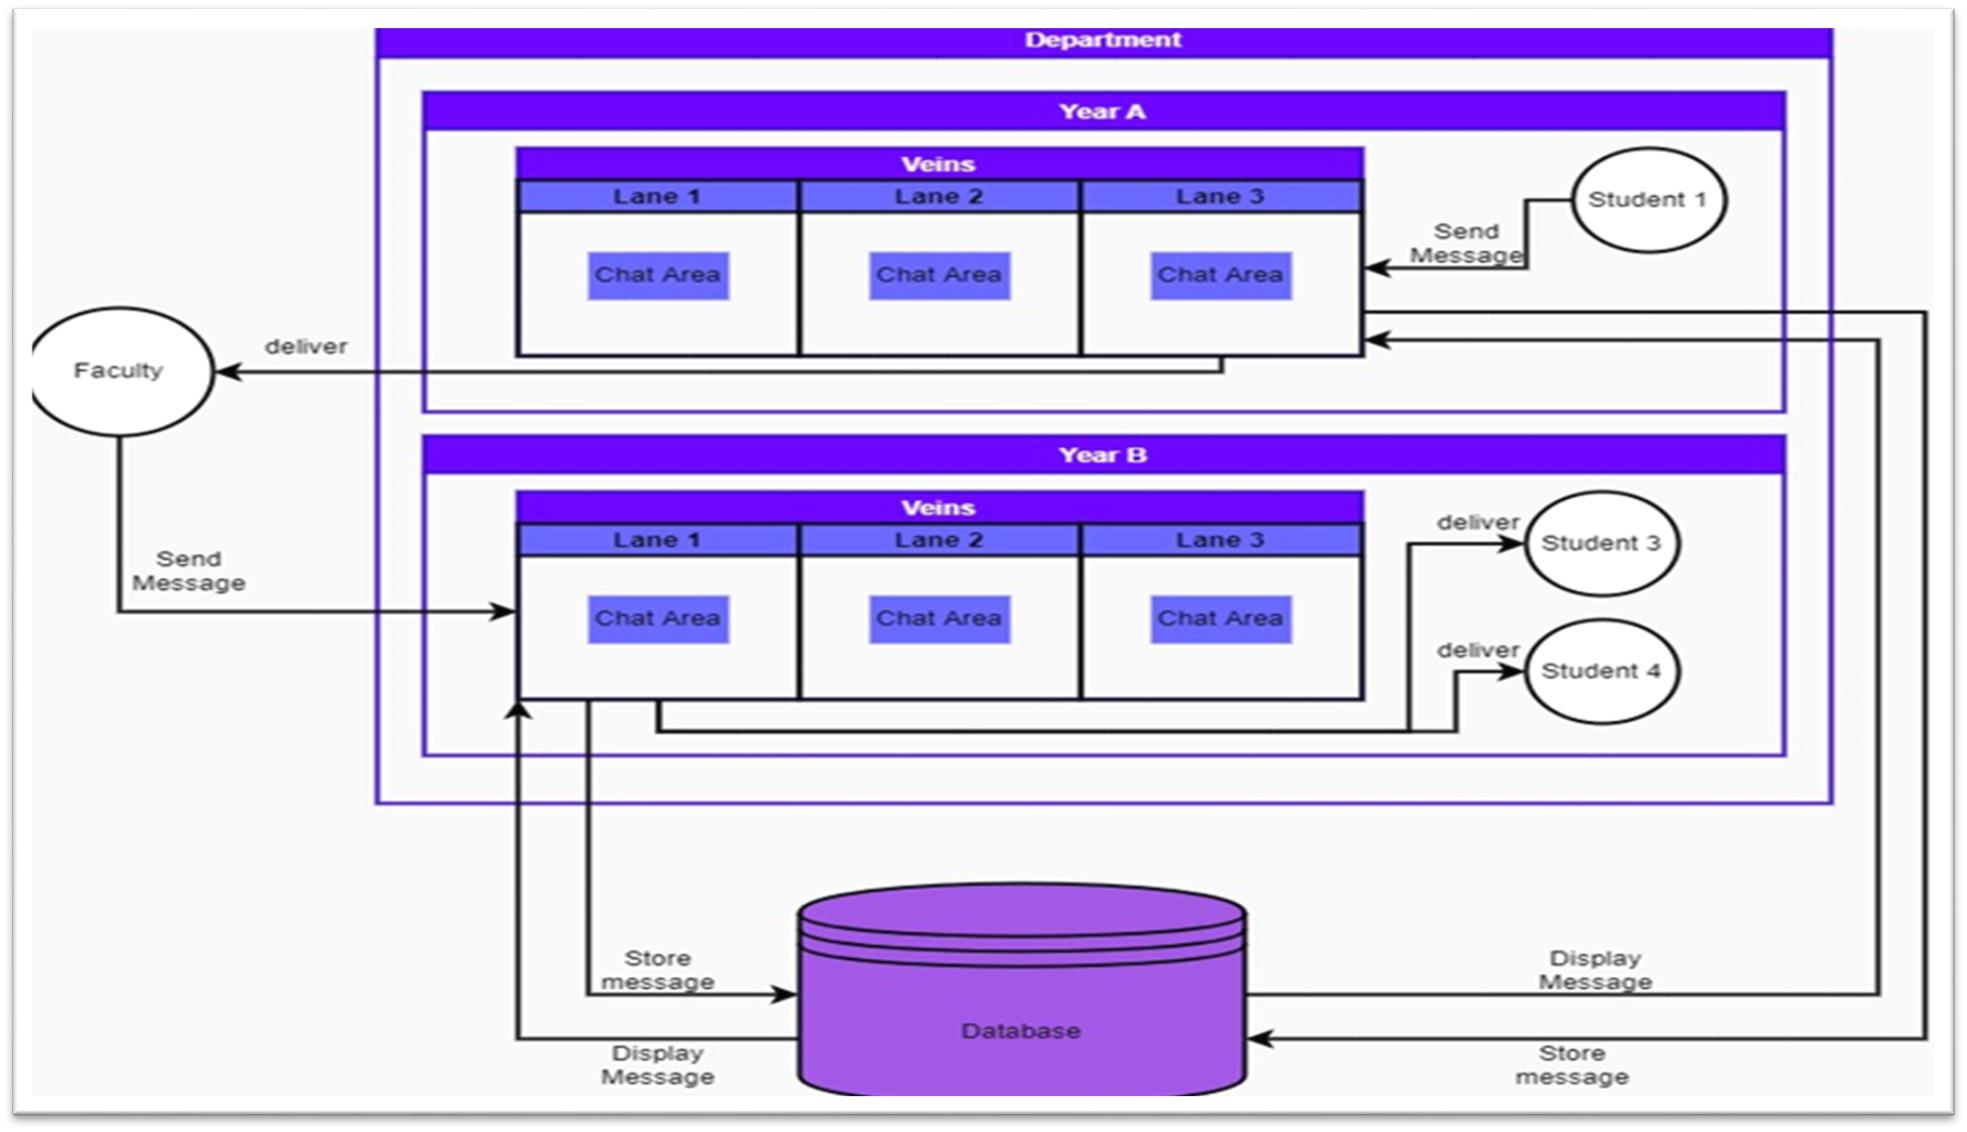 Department
Year A
Veins
Lane 1
Lane 2
Lane 3
Student 1
Send
Message
Chat Area
Chat Area
Chat Area
deliver
Faculty
Year B
Veins
Lane 1
Lane 2
Lane 3
deliver
Student 3
Send
Message
Chat Area
Chat Area
Chat Area
deliver
Student 4
Store
message
Display
Message
Database
Display
Message
Store
message